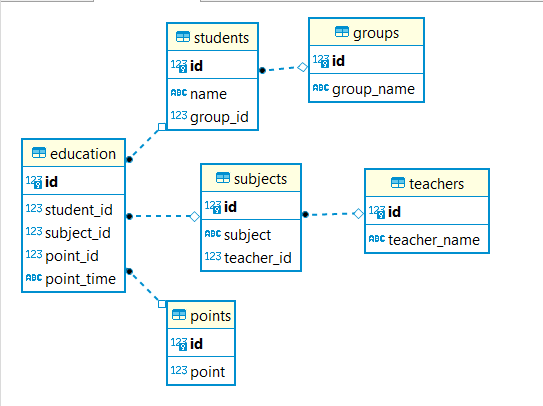 students
123 id
ABC name
123 group_id
groups
123 id
ABC group_name
education
123 id
123 student_id
123 subject_id
123 point_id
ABC point_time
subjects
123 id
ABC subject
123 teacher_id
teachers
123 id
ABC teacher_name
points
123 id
123 point